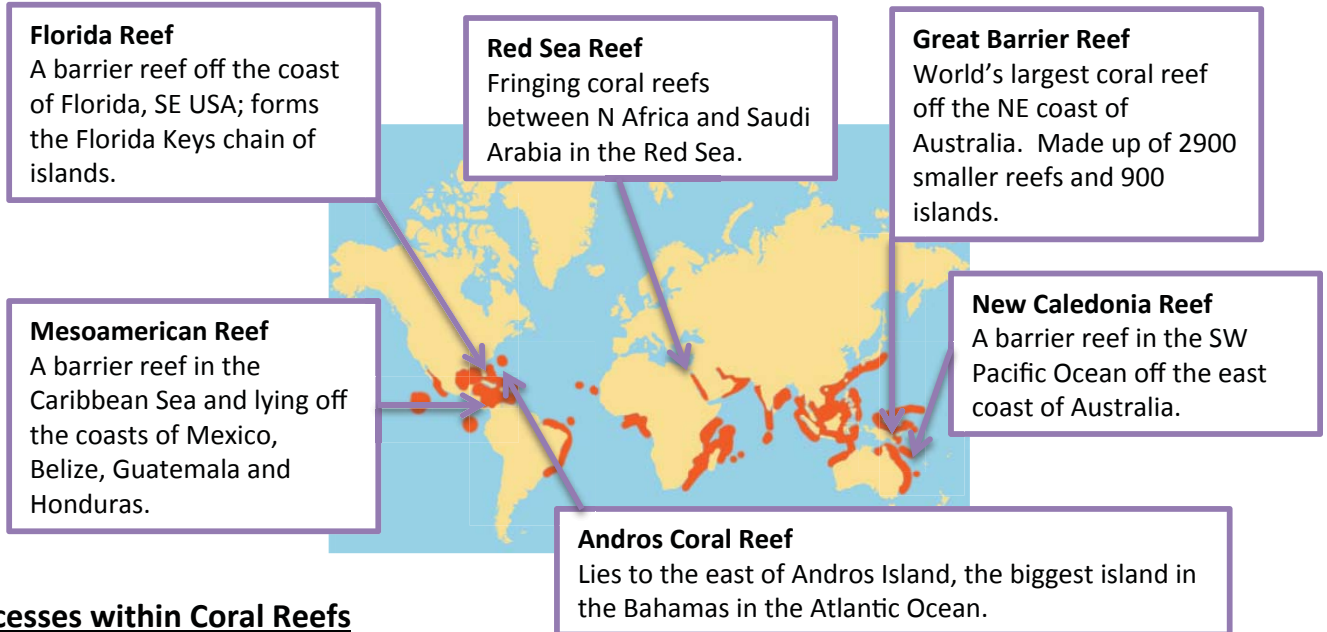 Florida Reef
A barrier reef off the coast
of Florida, SE USA; forms
the Florida Keys chain of
islands.
Red Sea Reef
Fringing coral reefs
between N Africa and Saudi
Arabia in the Red Sea.
Great Barrier Reef
World's largest coral reef
off the NE coast of
Australia. Made up of 2900
smaller reefs and 900
islands.
Mesoamerican Reef
A barrier reef in the
Caribbean Sea and lying off
the coasts of Mexico,
Belize, Guatemala and
Honduras.
New Caledonia Reef
A barrier reef in the SW
Pacific Ocean off the east
coast of Australia.
Andros Coral Reef
Lies to the east of Andros Island, the biggest island in
the Bahamas in the Atlantic Ocean.
cesses within Coral Reefs